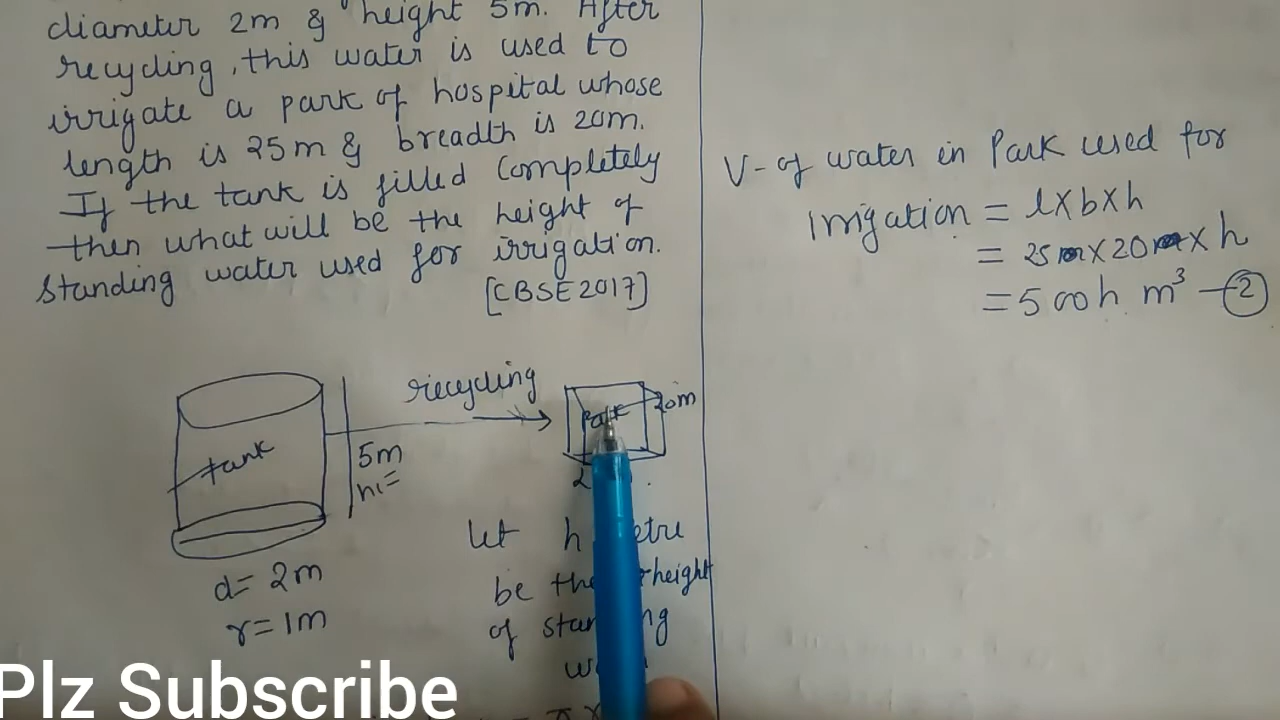 diameter 2m & height 5m. After
recycling, this water is used to
irrigate a park of hospital whose
length is 25m & breadth is 20m.
If the tank is filled completely
then what will be the height of
standing water used for irrigation.
[CBSE 2017]
recycling
tank
5m
h=
Park
20m
d= 2m
r=1m
let h
be the height
of
V-of water in Park used for
Irrigation = l×b×h
= 25m×20m×h
=500h m³ —②
Plz Subscribe